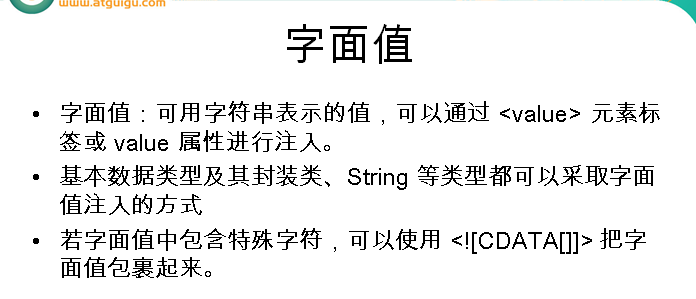 www.atguigu.com
字面值
• 字面值：可用字符串表示的值，可以通过 <value> 元素标
签或 value 属性进行注入。
• 基本数据类型及其封装类、String 等类型都可以采取字面
值注入的方式
• 若字面值中包含特殊字符，可以使用 <![CDATA[]]> 把字
面值包裹起来。